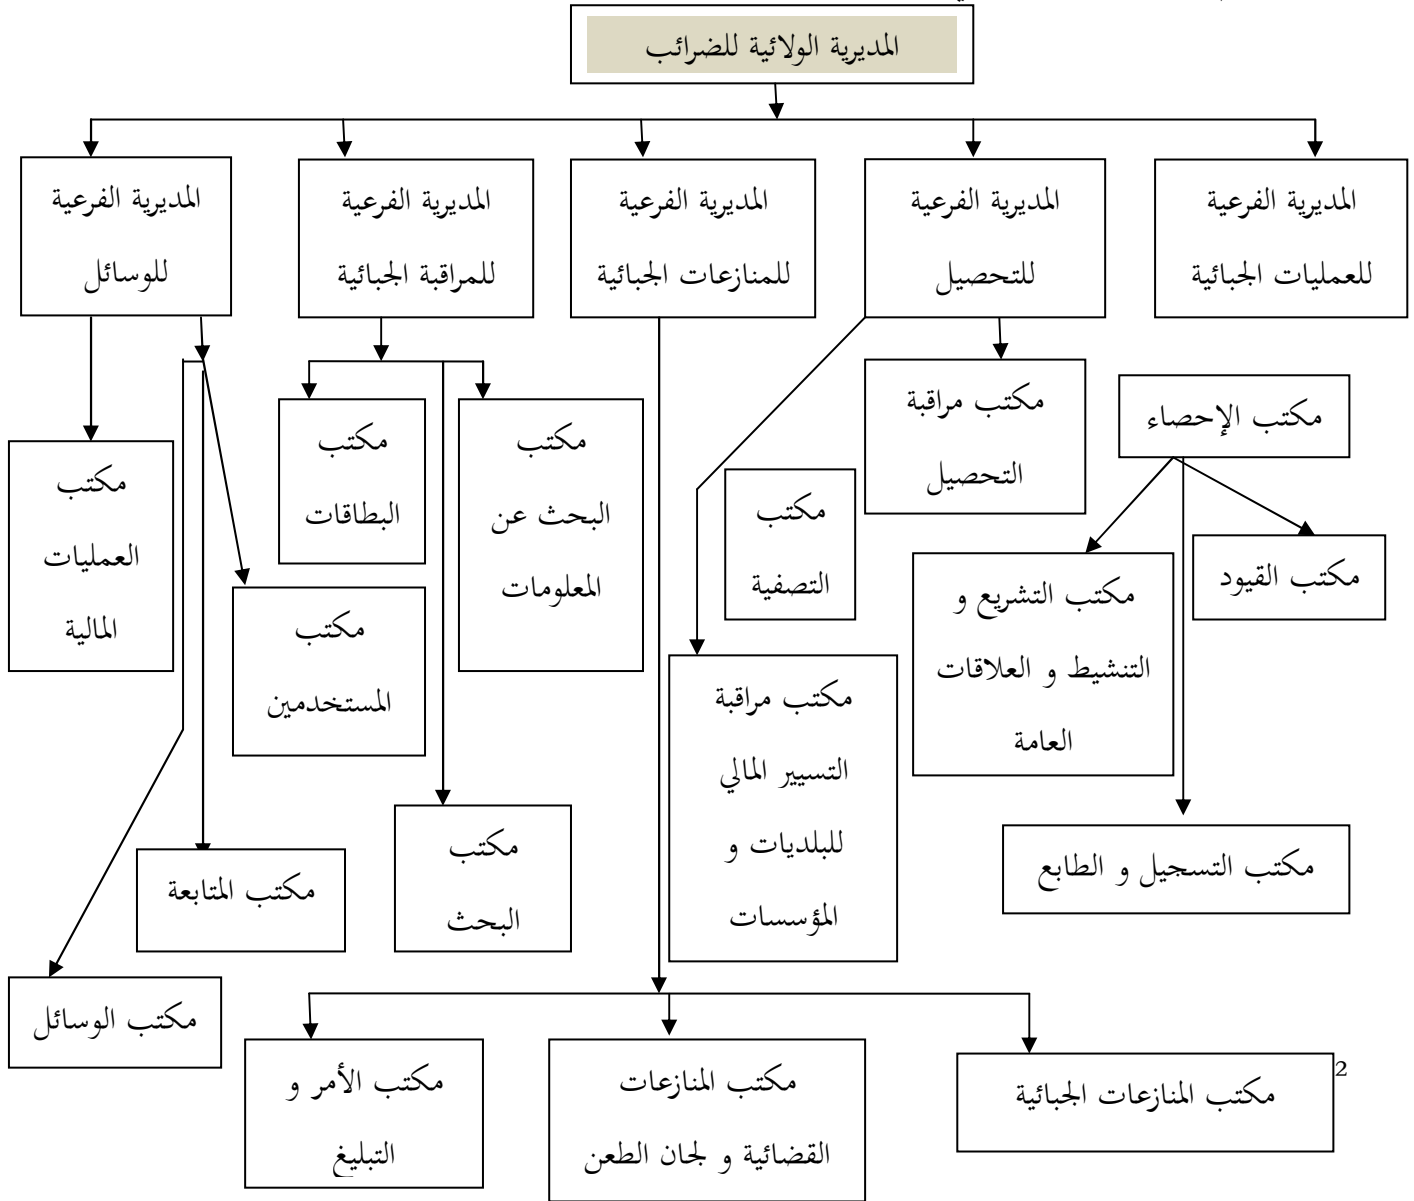 المديرية الولائية للضرائب
المديرية الفرعية
للعمليات الجبائية
المديرية الفرعية
للتحصيل
المديرية الفرعية
للمنازعات الجبائية
المديرية الفرعية
للمراقبة الجبائية
المديرية الفرعية
للوسائل
مكتب الإحصاء
مكتب مراقبة
التحصيل
مكتب
البحث عن
المعلومات
مكتب
البطاقات
مكتب
العمليات
المالية
مكتب
التصفية
مكتب القيود
مكتب التشريع و
التنشيط و العلاقات
العامة
مكتب
المستخدمين
مكتب مراقبة
التسيير المالي
للبلديات و
المؤسسات
مكتب التسجيل و الطابع
مكتب
البحث
مكتب المتابعة
مكتب الوسائل
مكتب المنازعات الجبائية
2
مكتب المنازعات
القضائية و لجان الطعن
مكتب الأمر و
التبليغ